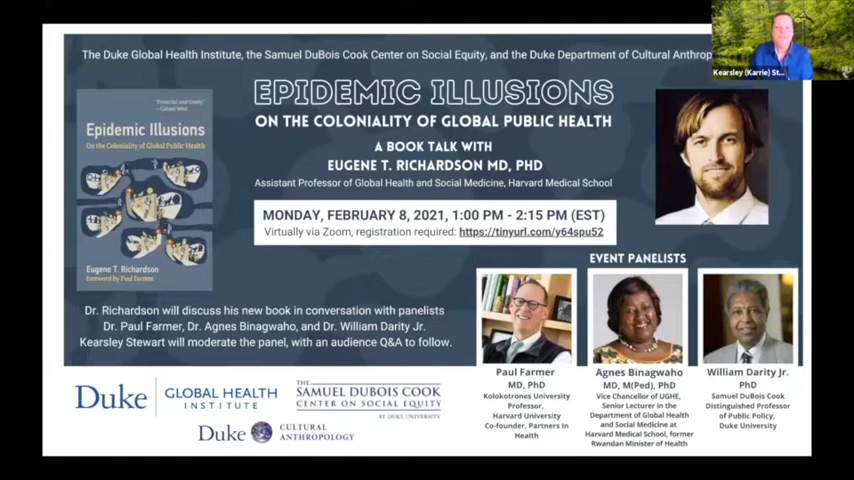 The Duke Global Health Institute, the Samuel DuBois Cook Center on Social Equity, and the Duke Department of Cultural Anthrop
Kearsley (Karrie) St...
EPIDEMIC ILLUSIONS
ON THE COLONIALITY OF GLOBAL PUBLIC HEALTH
A BOOK TALK WITH
EUGENE T. RICHARDSON MD, PHD
Assistant Professor of Global Health and Social Medicine, Harvard Medical School
MONDAY, FEBRUARY 8, 2021, 1:00 PM - 2:15 PM (EST)
Virtually via Zoom, registration required: https://tinyurl.com/y64spu52
Epidemic Illusions
On the Coloniality of Global Public Health
Eugene T. Richardson
foreword by Paul Farmer
Dr. Richardson will discuss his new book in conversation with panelists
Dr. Paul Farmer, Dr. Agnes Binagwaho, and Dr. William Darity Jr.
Kearsley Stewart will moderate the panel, with an audience Q&A to follow.
EVENT PANELISTS
Paul Farmer
MD, PhD
Kolokotrones University
Professor,
Harvard University
Co-founder, Partners In
Health
Agnes Binagwaho
MD, M(Ped), PhD
Vice Chancellor of UGHE,
Senior Lecturer in the
Department of Global Health
and Social Medicine at
Harvard Medical School, former
Rwandan Minister of Health
William Darity Jr.
PhD
Samuel DuBois Cook
Distinguished Professor
of Public Policy,
Duke University
Duke GLOBAL HEALTH
INSTITUTE
THE
SAMUEL DUBOIS COOK
CENTER ON SOCIAL EQUITY
AT DUKE UNIVERSITY
Duke CULTURAL
ANTHROPOLOGY